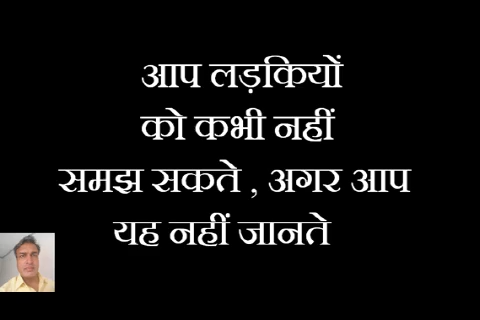 आप लड़कियों
को कभी नहीं
समझ सकते , अगर आप
यह नहीं जानते